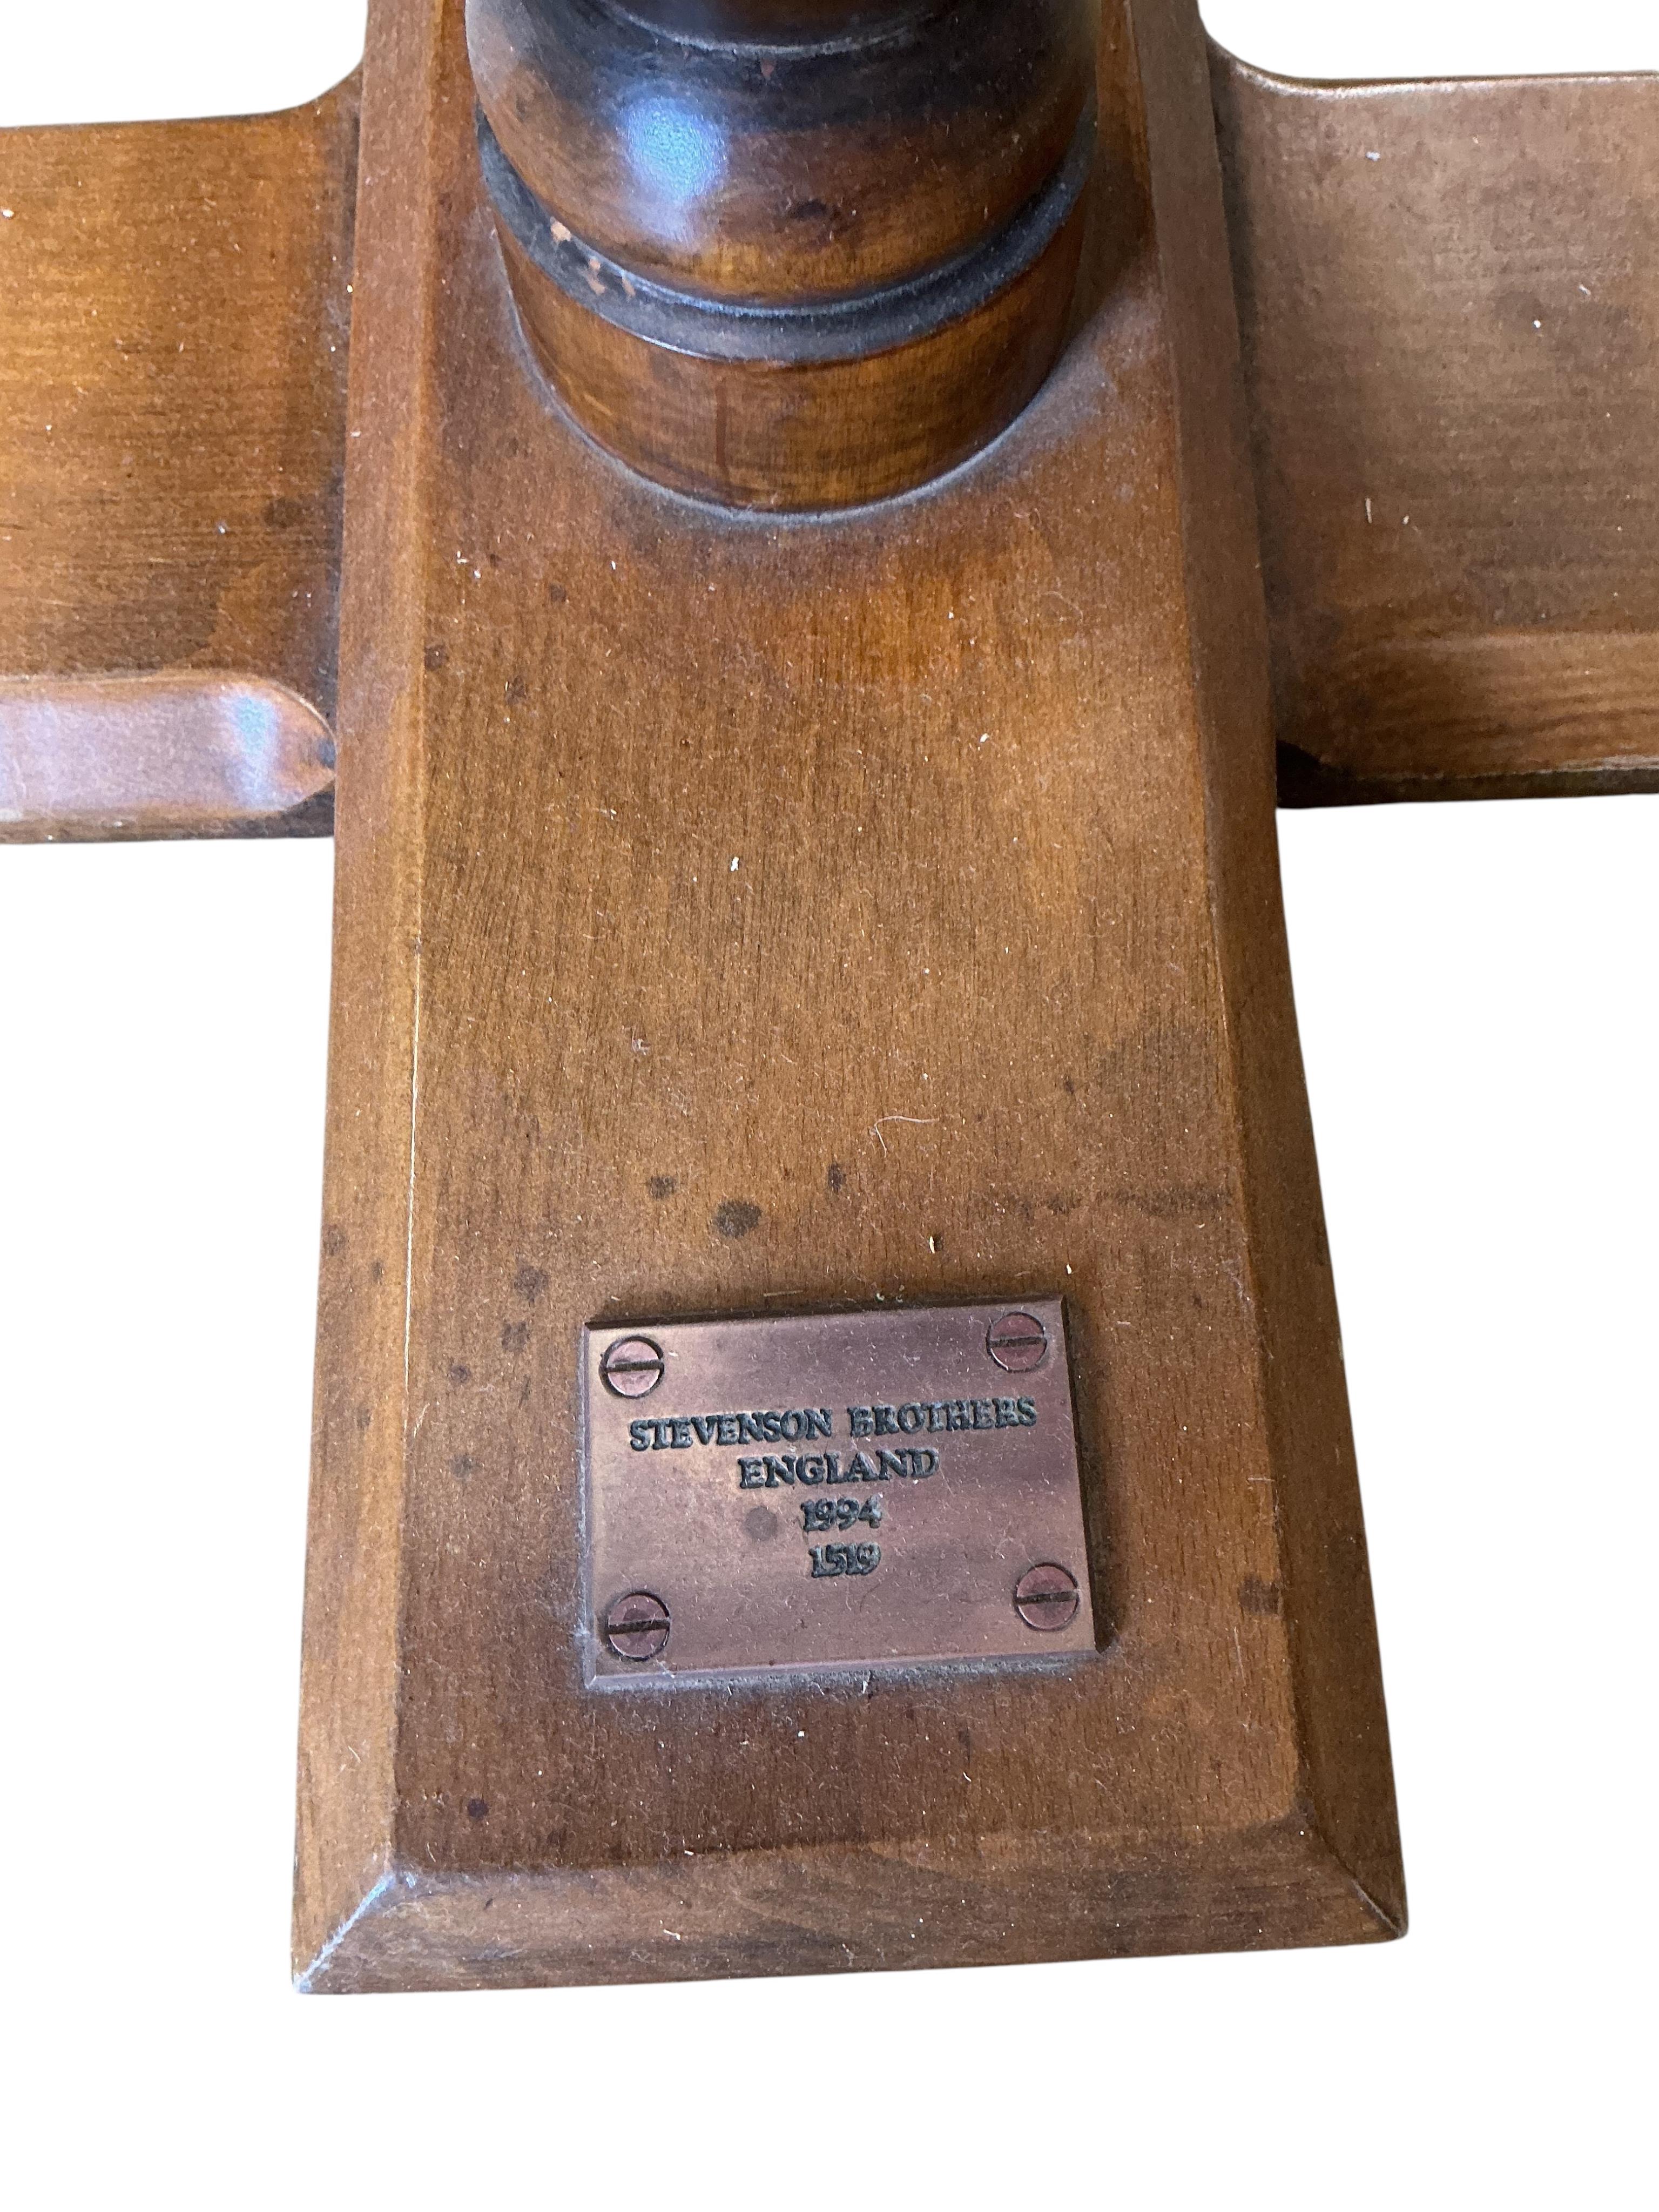 STEVENSON BROTHERS
ENGLAND
1994
1519